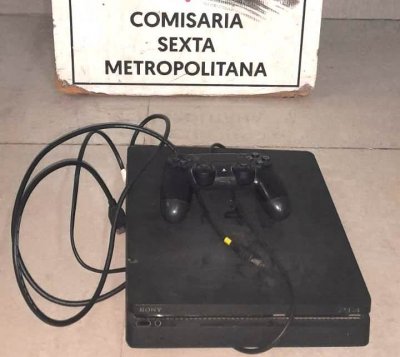 COMISARIA
SEXTA
METROPOLITANA
SONY